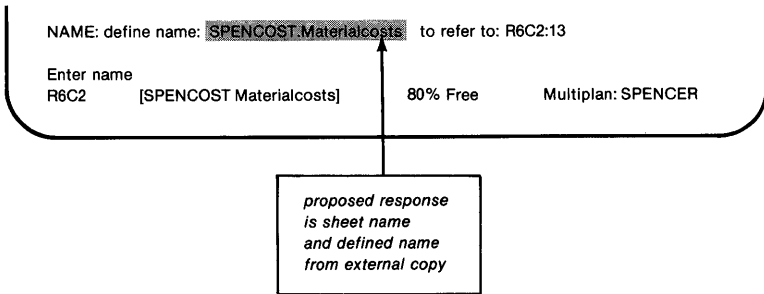 NAME: define name: SPENCOST.Materialcosts to refer to: R6C2:13
Enter name
R6C2 [SPENCOST Materialcosts] 80% Free Multiplan: SPENCER
proposed response
is sheet name
and defined name
from external copy